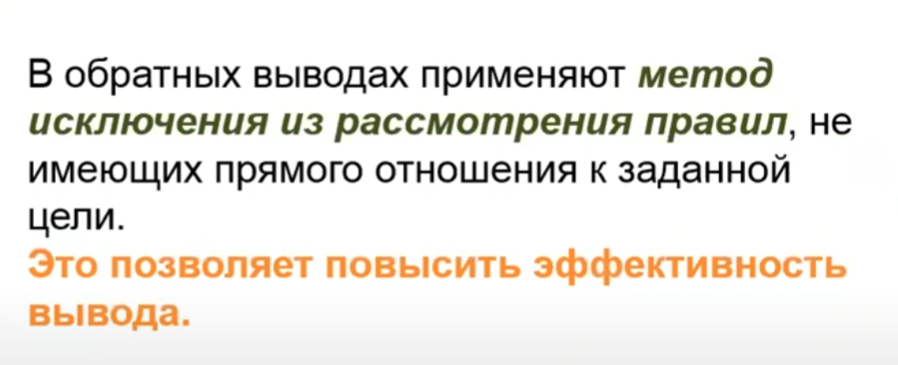 В обратных выводах применяют метод
исключения из рассмотрения правил, не
имеющих прямого отношения к заданной
цели.
Это позволяет повысить эффективность
вывода.